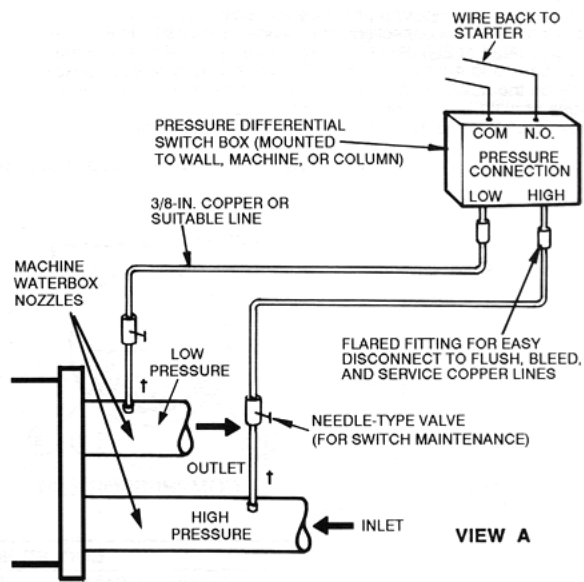 WIRE BACK TO
STARTER
PRESSURE DIFFERENTIAL
SWITCH BOX (MOUNTED
TO WALL, MACHINE, OR COLUMN)
COM N.O.
PRESSURE
CONNECTION
LOW HIGH
3/8-IN. COPPER OR
SUITABLE LINE
MACHINE
WATERBOX
NOZZLES
LOW
PRESSURE
†
FLARED FITTING FOR EASY
DISCONNECT TO FLUSH, BLEED,
AND SERVICE COPPER LINES
NEEDLE-TYPE VALVE
(FOR SWITCH MAINTENANCE)
OUTLET
†
HIGH
PRESSURE
INLET
VIEW A